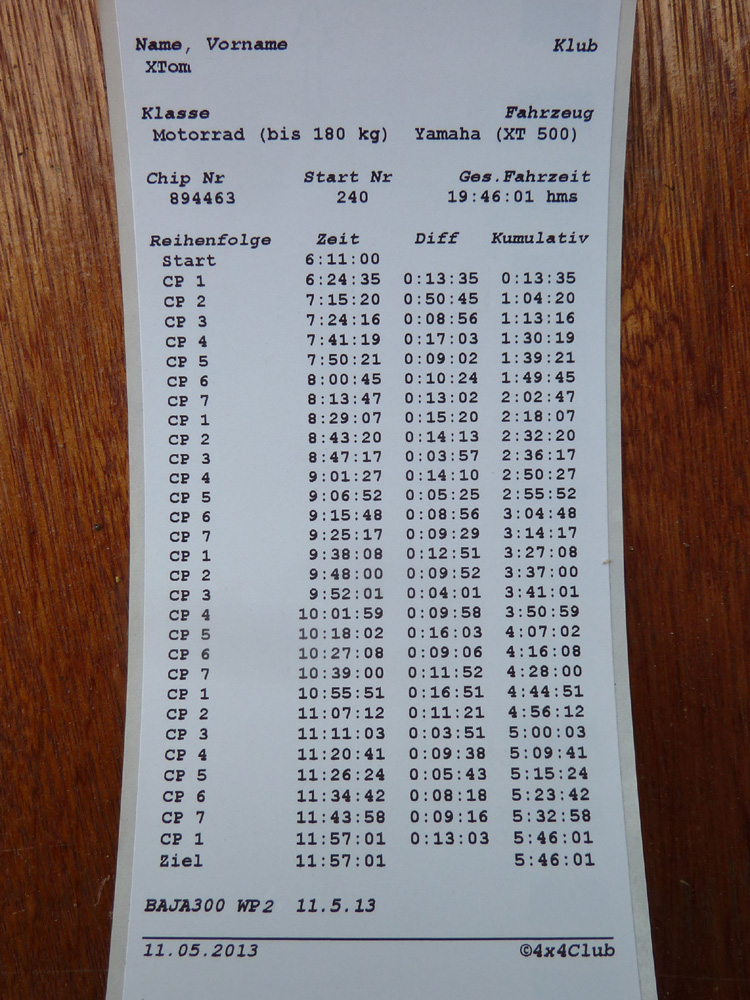 Name, Vorname Klub
XTom
Klasse Fahrzeug
Motorrad (bis 180 kg) Yamaha (XT 500)
Chip Nr Start Nr Ges.Fahrzeit
894463 240 19:46:01 hms
Reihenfolge Zeit Diff Kumulativ
Start 6:11:00
CP 1 6:24:35 0:13:35 0:13:35
CP 2 7:15:20 0:50:45 1:04:20
CP 3 7:24:16 0:08:56 1:13:16
CP 4 7:41:19 0:17:03 1:30:19
CP 5 7:50:21 0:09:02 1:39:21
CP 6 8:00:45 0:10:24 1:49:45
CP 7 8:13:47 0:13:02 2:02:47
CP 1 8:29:07 0:15:20 2:18:07
CP 2 8:43:20 0:14:13 2:32:20
CP 3 8:47:17 0:03:57 2:36:17
CP 4 9:01:27 0:14:10 2:50:27
CP 5 9:06:52 0:05:25 2:55:52
CP 6 9:15:48 0:08:56 3:04:48
CP 7 9:25:17 0:09:29 3:14:17
CP 1 9:38:08 0:12:51 3:27:08
CP 2 9:48:00 0:09:52 3:37:00
CP 3 9:52:01 0:04:01 3:41:01
CP 4 10:01:59 0:09:58 3:50:59
CP 5 10:18:02 0:16:03 4:07:02
CP 6 10:27:08 0:09:06 4:16:08
CP 7 10:39:00 0:11:52 4:28:00
CP 1 10:55:51 0:16:51 4:44:51
CP 2 11:07:12 0:11:21 4:56:12
CP 3 11:11:03 0:03:51 5:00:03
CP 4 11:20:41 0:09:38 5:09:41
CP 5 11:26:24 0:05:43 5:15:24
CP 6 11:34:42 0:08:18 5:23:42
CP 7 11:43:58 0:09:16 5:32:58
CP 1 11:57:01 0:13:03 5:46:01
Ziel 11:57:01 5:46:01
BAJA300 WP2 11.5.13
11.05.2013 ©4x4Club